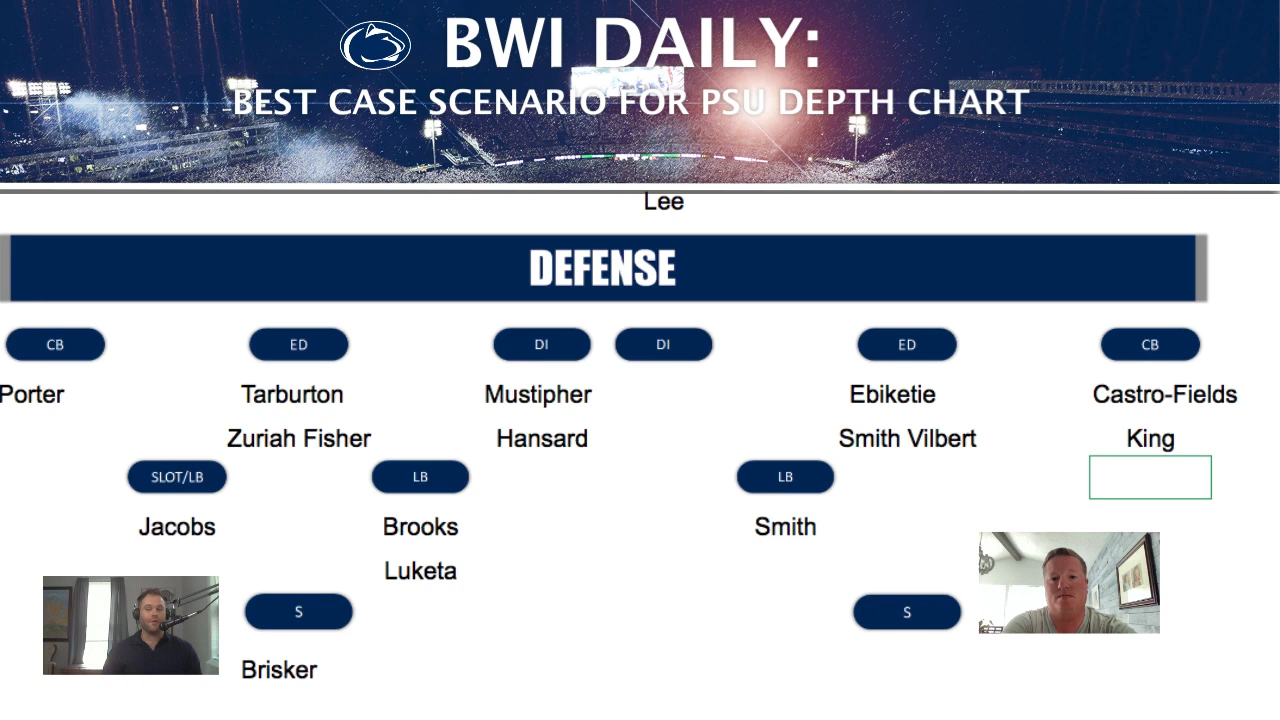 BWI DAILY:
BEST CASE SCENARIO FOR PSU DEPTH CHART
Lee
DEFENSE
CB ED DI DI ED CB
Porter Tarburton Mustipher Ebiketie Castro-Fields
Zuriah Fisher Hansard Smith Vilbert King
SLOT/LB LB LB
Jacobs Brooks Smith
Luketa
S S
Brisker